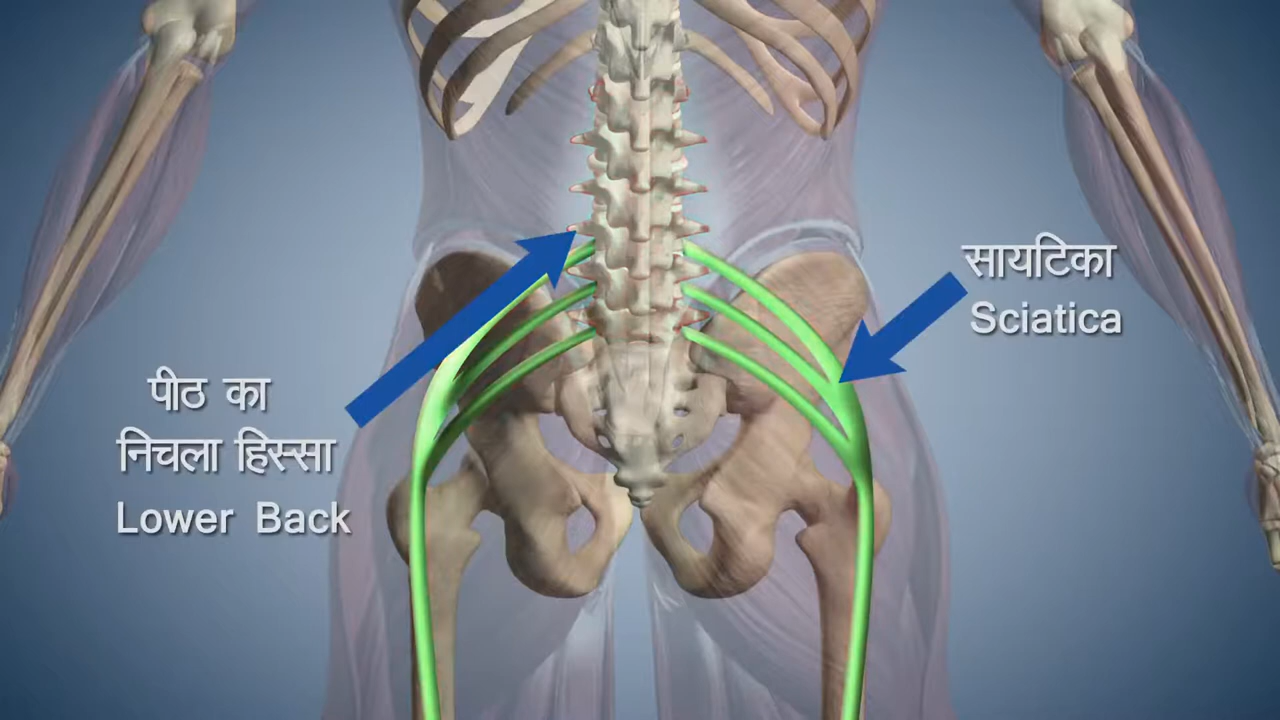 पीठ का
निचला हिस्सा
Lower Back
सायटिका
Sciatica